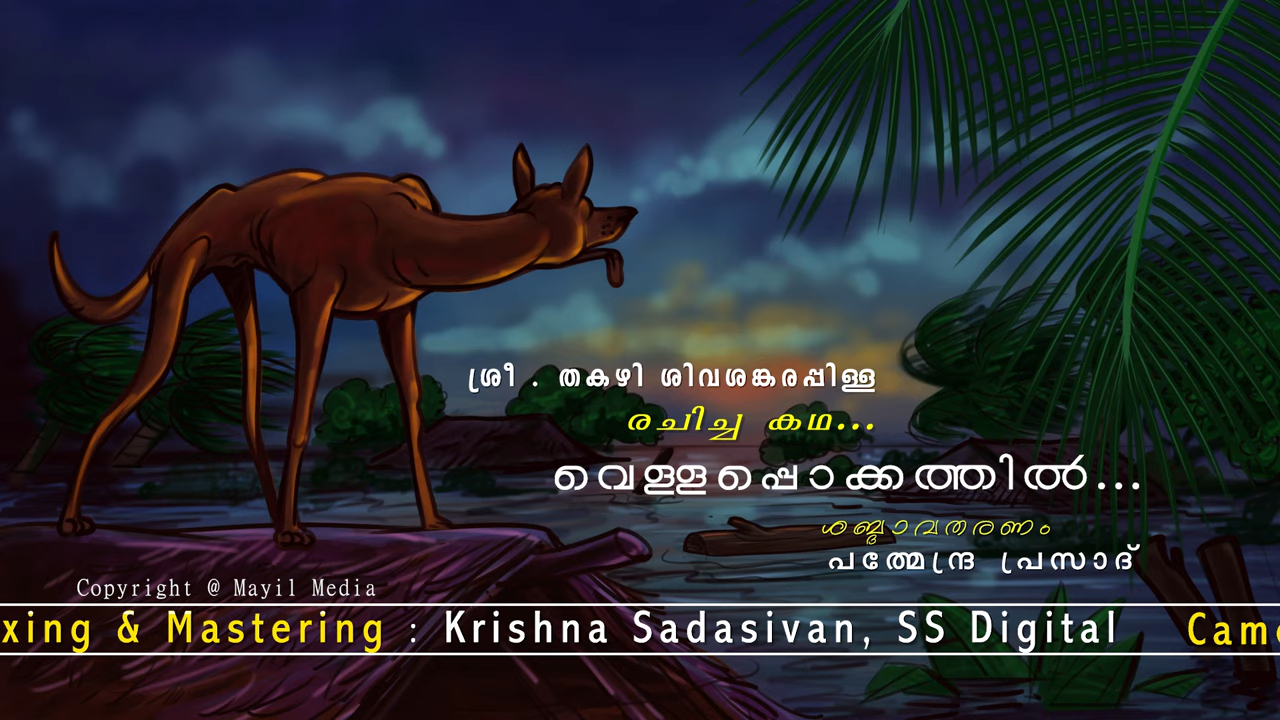 ശ്രീ . തകഴി ശിവശങ്കരപ്പിള്ള
രചിച്ച കഥ...
വെള്ളപ്പൊക്കത്തിൽ...
ശബ്ദാവതരണം
പത്മേന്ദ്ര പ്രസാദ്
Copyright @ Mayil Media
xing & Mastering : Krishna Sadasivan, SS Digital Came